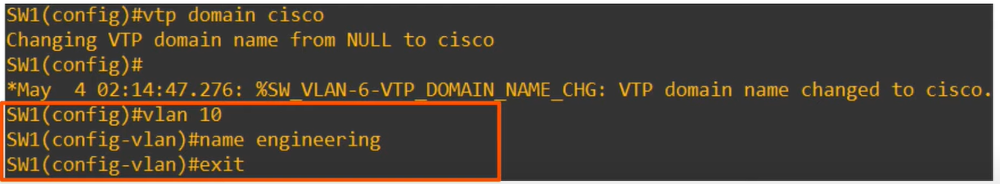 SW1(config)#vtp domain cisco
Changing VTP domain name from NULL to cisco
SW1(config)#
*May  4 02:14:47.276: %SW_VLAN-6-VTP_DOMAIN_NAME_CHG: VTP domain name changed to cisco.
SW1(config)#vlan 10
SW1(config-vlan)#name engineering
SW1(config-vlan)#exit